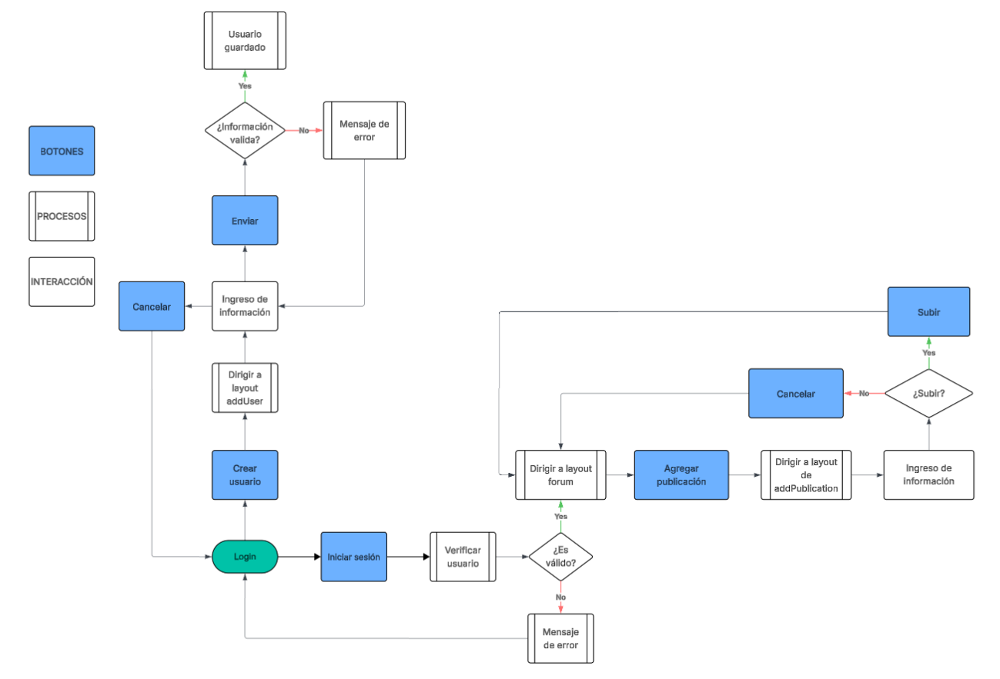 Usuario
guardado
Yes
¿Información
valida?
No
Mensaje de
error
BOTONES
PROCESOS
INTERACCIÓN
Enviar
Cancelar
Ingreso de
información
Dirigir a
layout
addUser
Crear
usuario
Login
Iniciar sesión
Verificar
usuario
¿Es
válido?
Yes
No
Mensaje
de error
Dirigir a layout
forum
Agregar
publicación
Dirigir a layout
de
addPublication
Ingreso de
información
¿Subir?
No
Cancelar
Yes
Subir